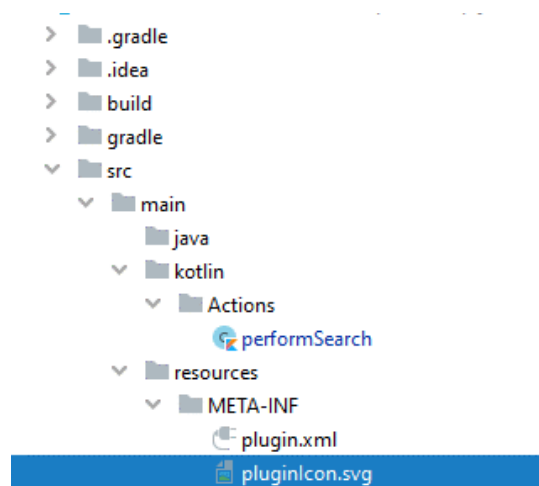 .gradle
.idea
build
gradle
src
main
java
kotlin
Actions
performSearch
resources
META-INF
plugin.xml
pluginIcon.svg